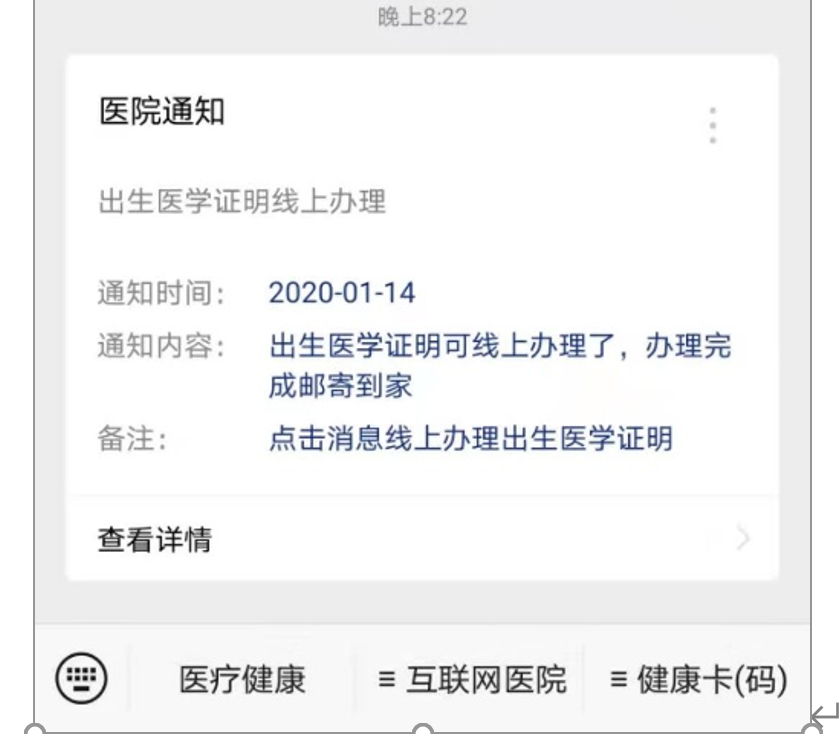 晚上8:22
医院通知
出生医学证明线上办理
通知时间: 2020-01-14
通知内容: 出生医学证明可线上办理了，办理完
成邮寄到家
备注: 点击消息线上办理出生医学证明
查看详情
医疗健康 ≡ 互联网医院 ≡ 健康卡(码)